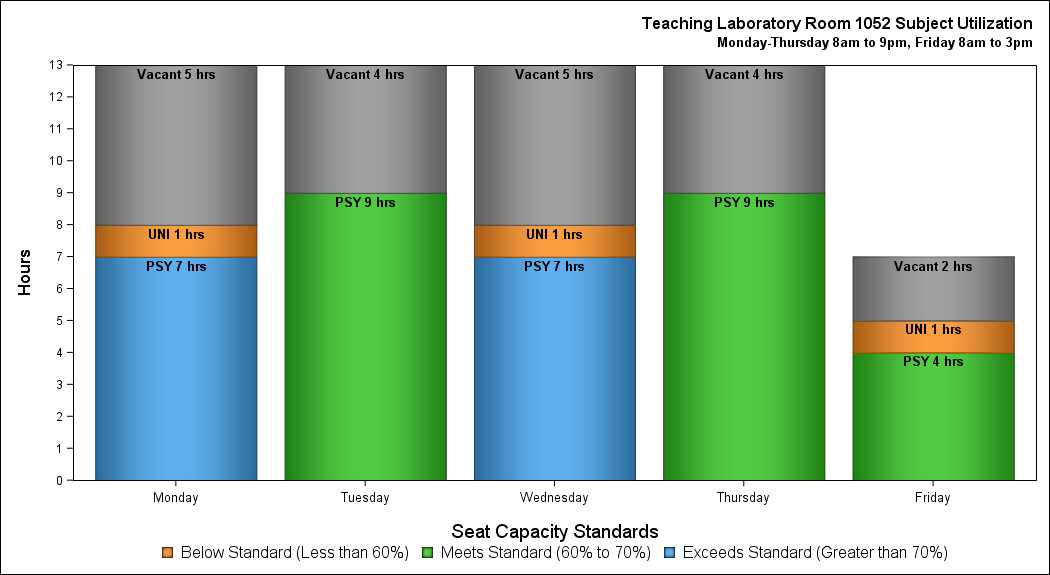 Teaching Laboratory Room 1052 Subject Utilization
Monday-Thursday 8am to 9pm, Friday 8am to 3pm
13
12
11
10
9
8
7
6
5
4
3
2
1
0
Hours
Vacant 5 hrs
UNI 1 hrs
PSY 7 hrs
Vacant 4 hrs
PSY 9 hrs
Vacant 5 hrs
UNI 1 hrs
PSY 7 hrs
Vacant 4 hrs
PSY 9 hrs
Vacant 2 hrs
UNI 1 hrs
PSY 4 hrs
Monday Tuesday Wednesday Thursday Friday
Seat Capacity Standards
Below Standard (Less than 60%) Meets Standard (60% to 70%) Exceeds Standard (Greater than 70%)